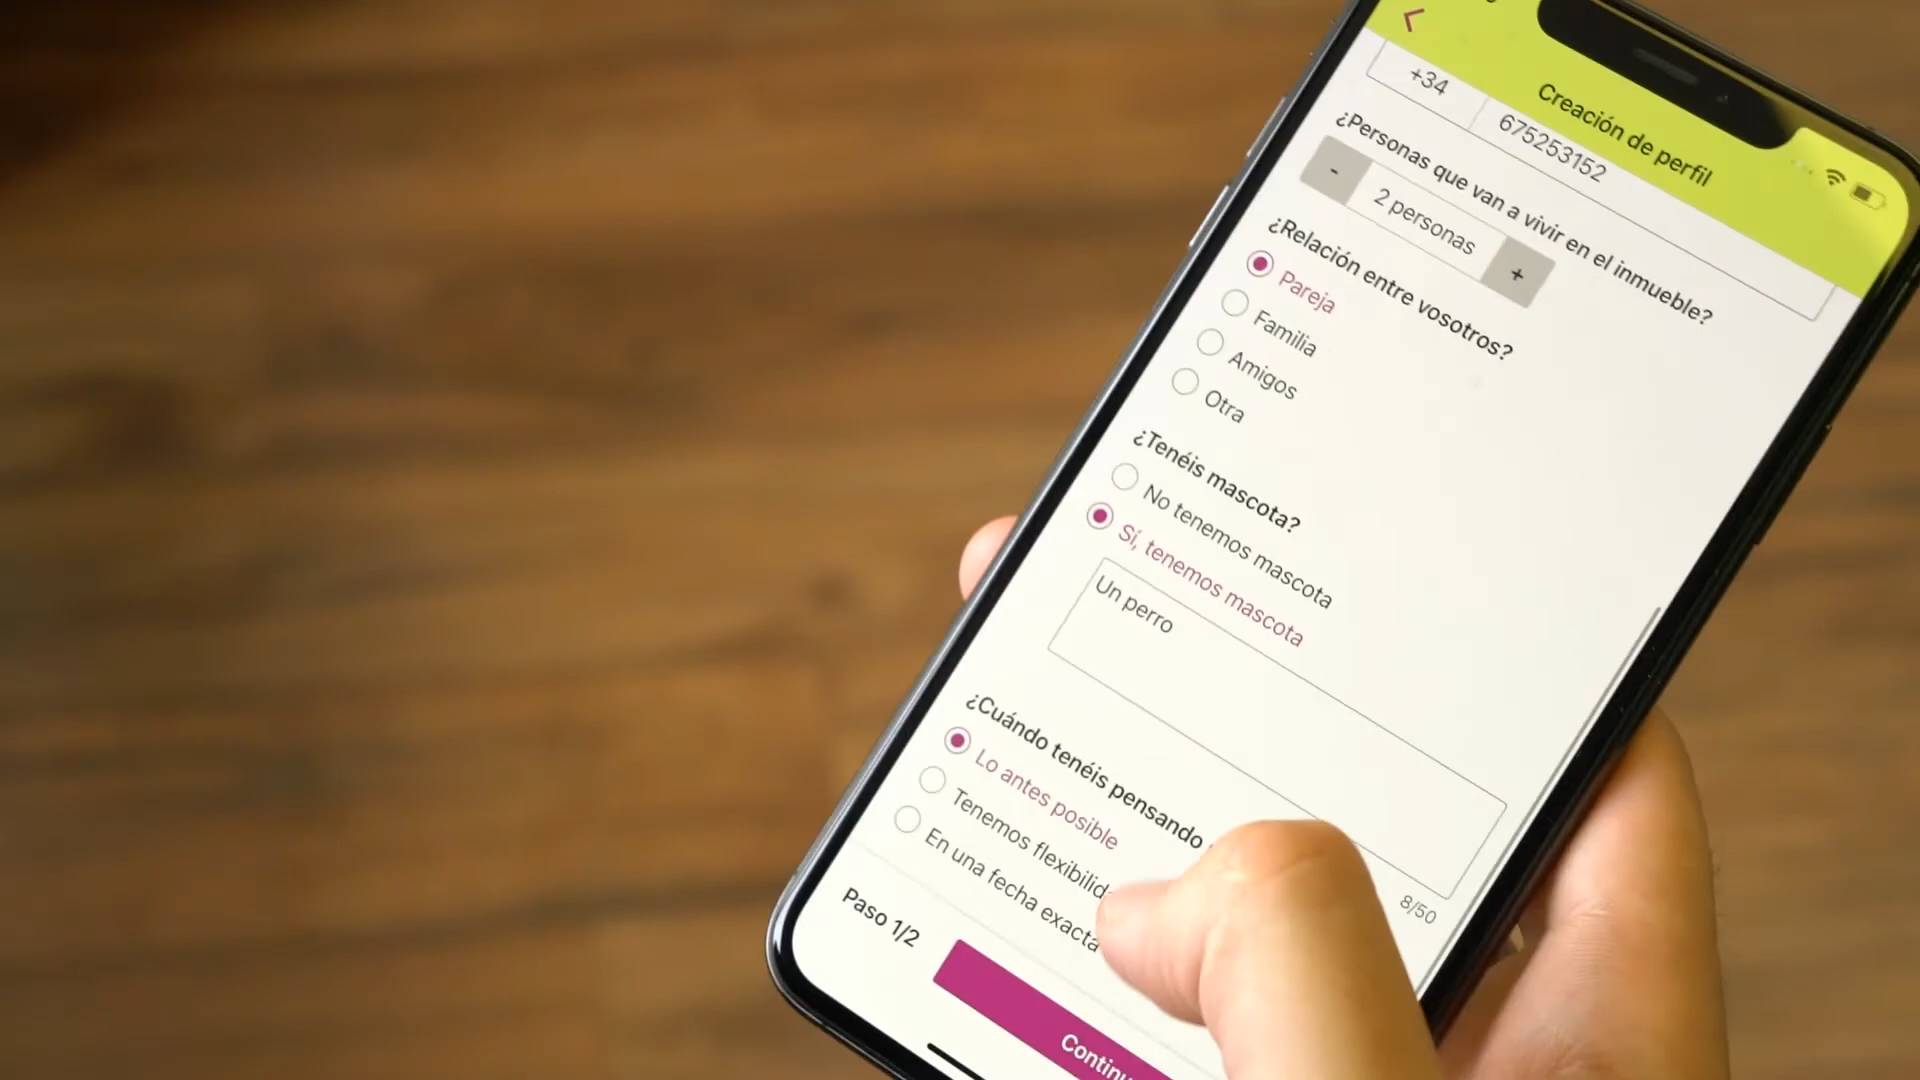 Creación de perfil
+34 675253152
¿Personas que van a vivir en el inmueble?
- 2 personas +
¿Relación entre vosotros?
Pareja
Familia
Amigos
Otra
¿Tenéis mascota?
No tenemos mascota
Sí, tenemos mascota
Un perro
8/50
¿Cuándo tenéis pensando
Lo antes posible
Tenemos
En una fecha exacta
Paso 1/2